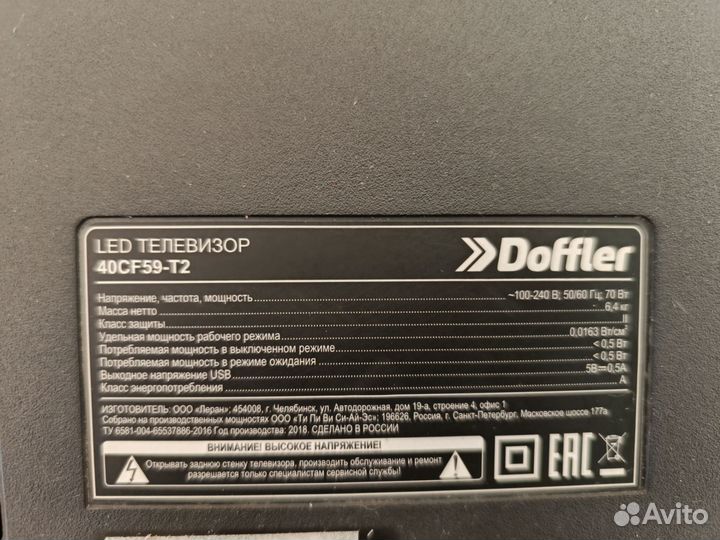 LED ТЕЛЕВИЗОР
40CF59-T2
Doffler
Напряжение, частота, мощность ~100-240 В; 50/60 Гц; 70 Вт
Масса нетто 6,4 кг
Класс защиты II
Удельная мощность рабочего режима 0,0163 Вт/см²
Потребляемая мощность в выключенном режиме < 0,5 Вт
Потребляемая мощность в режиме ожидания < 0,5 Вт
Выходное напряжение USB 5В⎓0,5A
Класс энергопотребления A
ИЗГОТОВИТЕЛЬ: ООО «Леран»; 454008, г. Челябинск, ул. Автодорожная, дом 19-а, строение 4, офис 1
Собрано на производственных мощностях ООО «Ти Пи Ви Си-Ай-Эс»; 196626, Россия, г. Санкт-Петербург, Московское шоссе 177а
ТУ 6581-004-65537886-2016 Год производства: 2018. СДЕЛАНО В РОССИИ
ВНИМАНИЕ! ВЫСОКОЕ НАПРЯЖЕНИЕ!
Открывать заднюю стенку телевизора, производить обслуживание и ремонт
разрешается только специалистам сервисной службы!
EAC
Avito